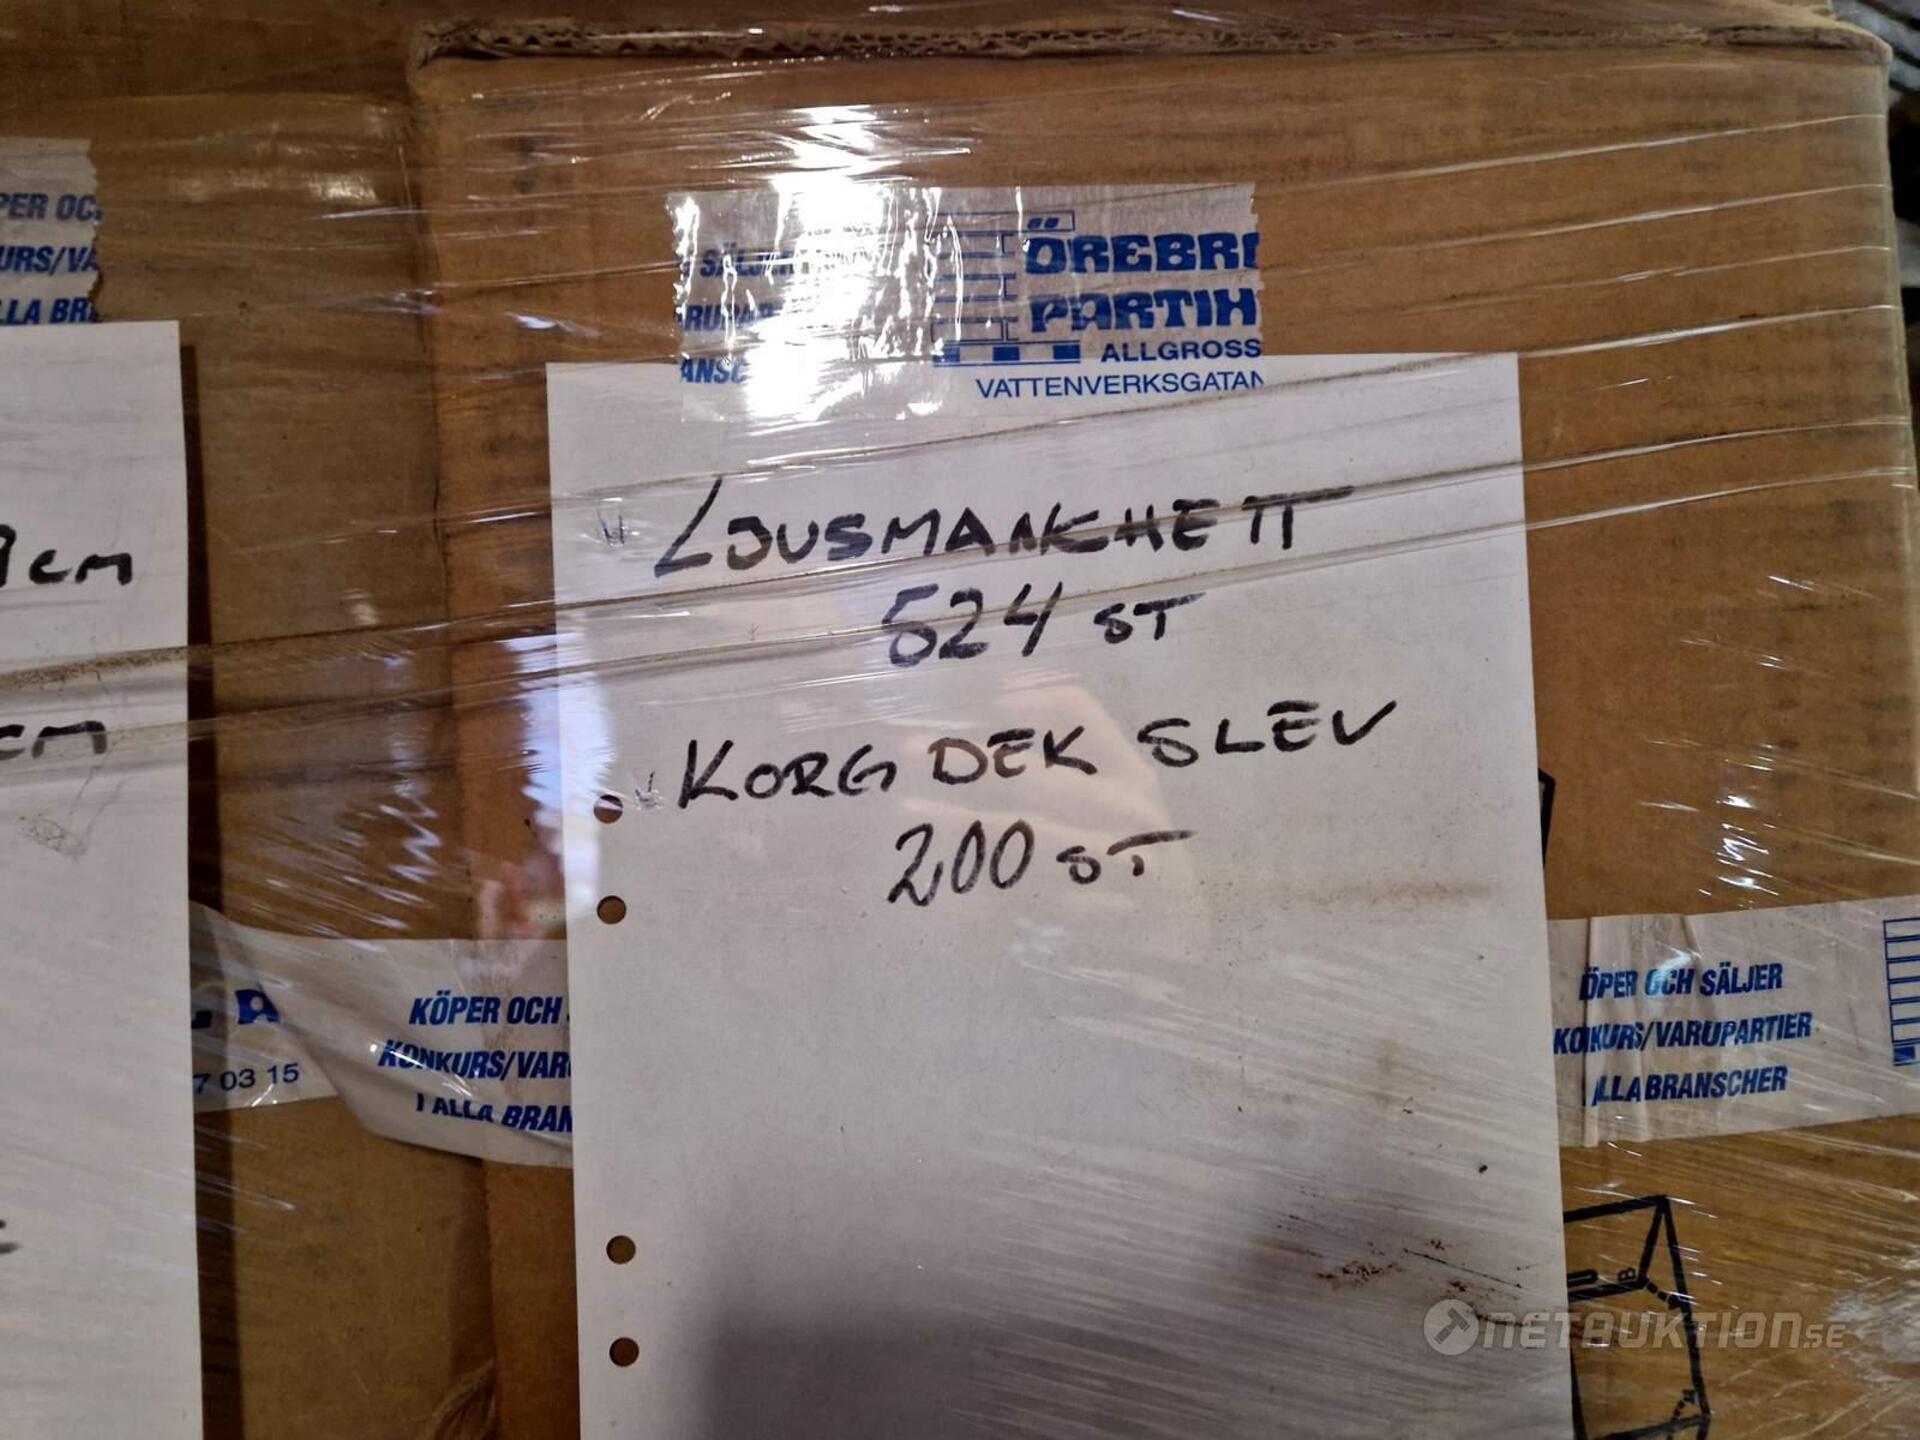 PER OC
URS/VA
LLA BR
SÄLJER
ÖREBR
PARTIH
ALLGROSS
VATTENVERKSGATAN
LJUSMANCHETT
524 ST
KORG DEK SLEV
200 ST
cm
cm
KÖPER OCH
KONKURS/VAR
I ALLA BRAN
LA
7 03 15
ÖPER OCH SÄLJER
KONKURS/VARUPARTIER
ALLA BRANSCHER
NETAUKTION.SE